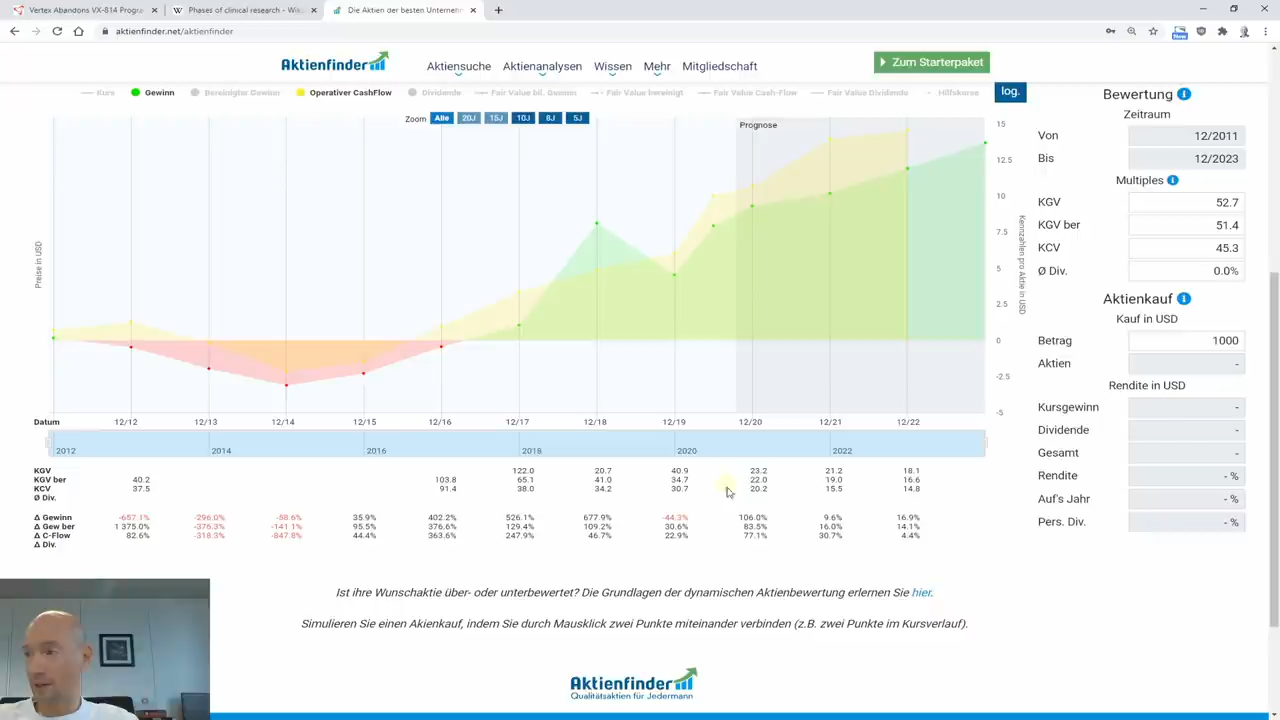 Vertex Abandons VX-814 Progra
Phases of clinical research - Wiki
Die Aktien der besten Unternehm
aktienfinder.net/aktienfinder
New
Aktienfinder
Aktiensuche
Aktienanalysen
Wissen
Mehr
Mitgliedschaft
Zum Starterpaket
Kurs
Gewinn
Bereinigter Gewinn
Operativer CashFlow
Dividende
Fair Value bil. Gewinn
Fair Value bereinigt
Fair Value Cash-Flow
Fair Value Dividende
Hilfskurse
log.
Zoom Alle 20J 15J 10J 8J 5J
Prognose
15
12.5
10
7.5
5
2.5
0
-2.5
-5
Preise in USD
Kennzahlen pro Aktie in USD
Datum 12/12 12/13 12/14 12/15 12/16 12/17 12/18 12/19 12/20 12/21 12/22
2012 2014 2016 2018 2020 2022
KGV 122.0 20.7 40.9 23.2 21.2 18.1
KGV ber 40.2 103.8 65.1 41.0 34.7 22.0 19.0 16.6
KCV 37.5 91.4 38.0 34.2 30.7 20.2 15.5 14.8
Ø Div.
Δ Gewinn -657.1% -296.0% -58.6% 35.9% 402.2% 526.1% 677.9% -44.3% 106.0% 9.6% 16.9%
Δ Gew ber 1 375.0% -376.3% -141.1% 95.5% 376.6% 129.4% 109.2% 30.6% 83.5% 16.0% 14.1%
Δ C-Flow 82.6% -318.3% -847.8% 44.4% 363.6% 247.9% 46.7% 22.9% 77.1% 30.7% 4.4%
Δ Div.
Bewertung
Zeitraum
Von 12/2011
Bis 12/2023
Multiples
KGV 52.7
KGV ber 51.4
KCV 45.3
Ø Div. 0.0%
Aktienkauf
Kauf in USD
Betrag 1000
Aktien -
Rendite in USD
Kursgewinn -
Dividende -
Gesamt -
Rendite - %
Auf's Jahr - %
Pers. Div. - %
Ist ihre Wunschaktie über- oder unterbewertet? Die Grundlagen der dynamischen Aktienbewertung erlernen Sie hier.
Simulieren Sie einen Akienkauf, indem Sie durch Mausklick zwei Punkte miteinander verbinden (z.B. zwei Punkte im Kursverlauf).
Aktienfinder
Qualitätsaktien für Jedermann